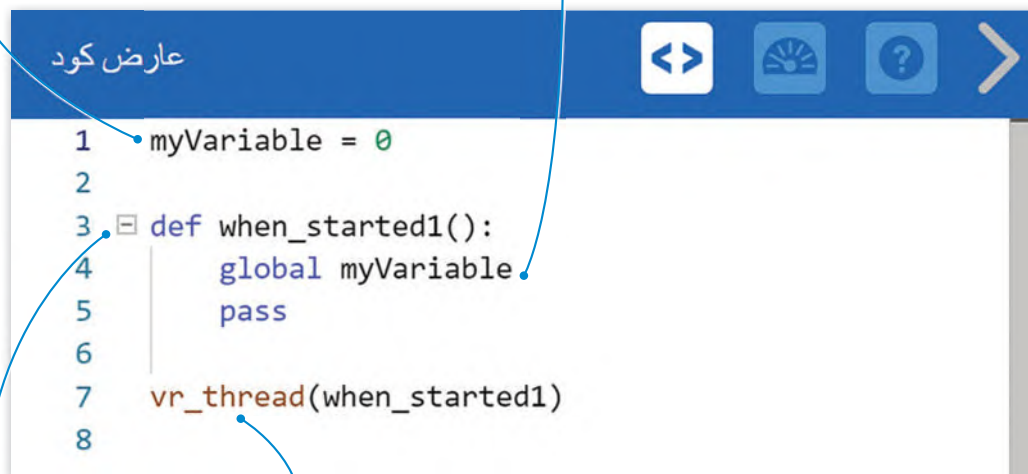 عارض كود
<> ?
1 myVariable = 0
2
3 def when_started1():
4 global myVariable
5 pass
6
7 vr_thread(when_started1)
8